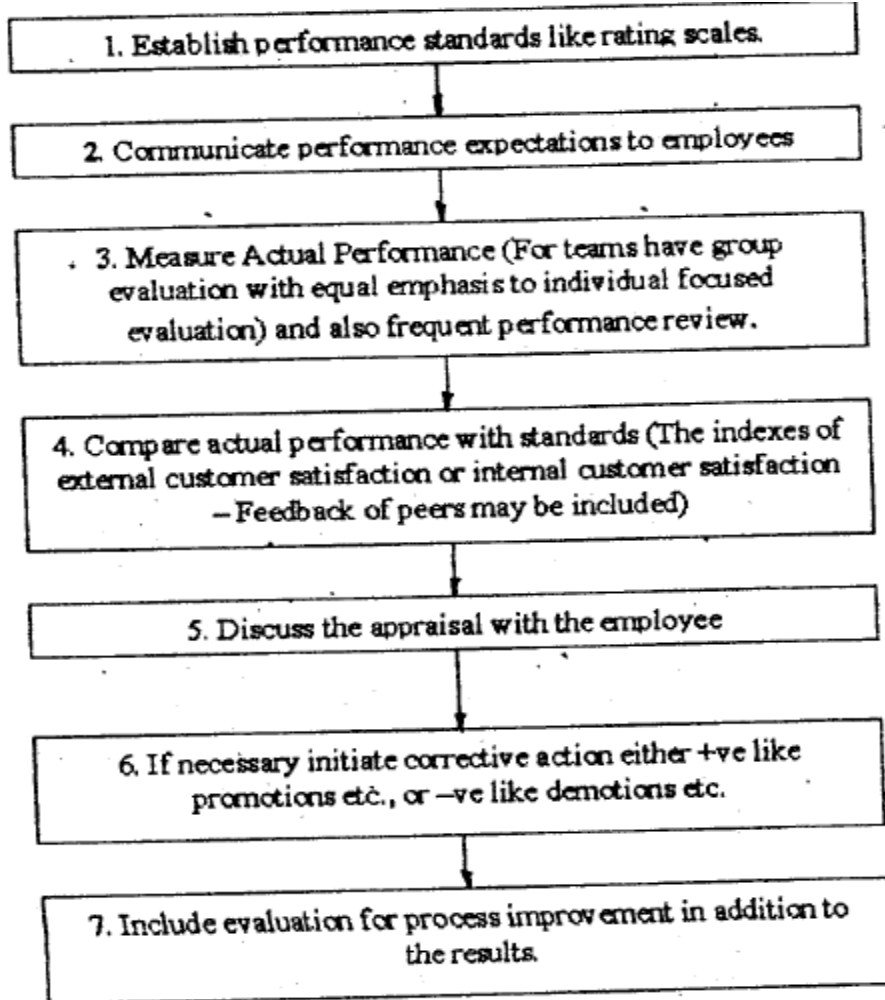 1. Establish performance standards like rating scales.
2. Communicate performance expectations to employees
3. Measure Actual Performance (For teams have group
evaluation with equal emphasis to individual focused
evaluation) and also frequent performance review.
4. Compare actual performance with standards (The indexes of
external customer satisfaction or internal customer satisfaction
– Feedback of peers may be included)
5. Discuss the appraisal with the employee
6. If necessary initiate corrective action either +ve like
promotions etc., or –ve like demotions etc.
7. Include evaluation for process improvement in addition to
the results.